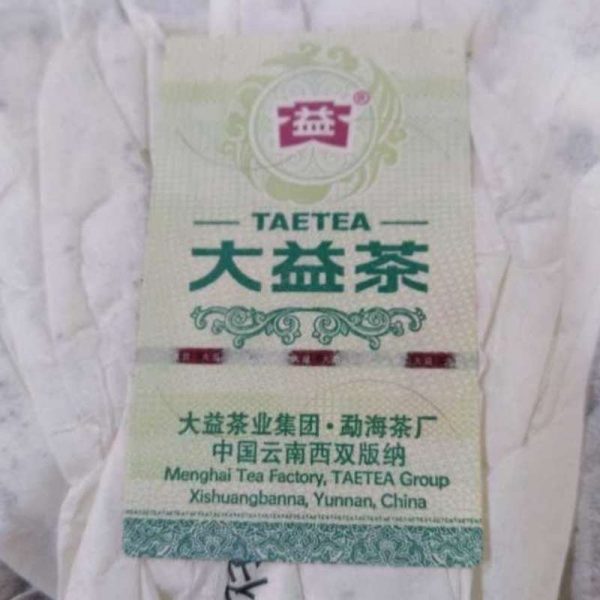 益®
TAETEA
大益茶
大益茶业集团·勐海茶厂
中国云南西双版纳
Menghai Tea Factory, TAETEA Group
Xishuangbanna, Yunnan, China